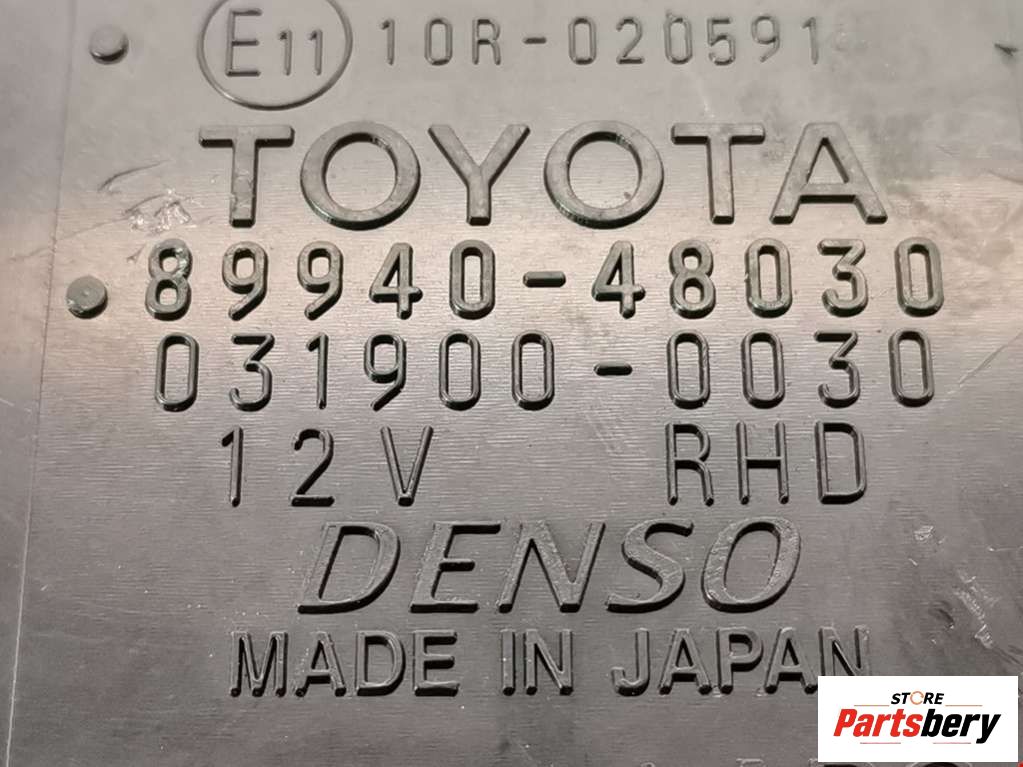 E11 10R-020591
TOYOTA
89940-48030
031900-0030
12V RHD
DENSO
MADE IN JAPAN
STORE
Partsbery